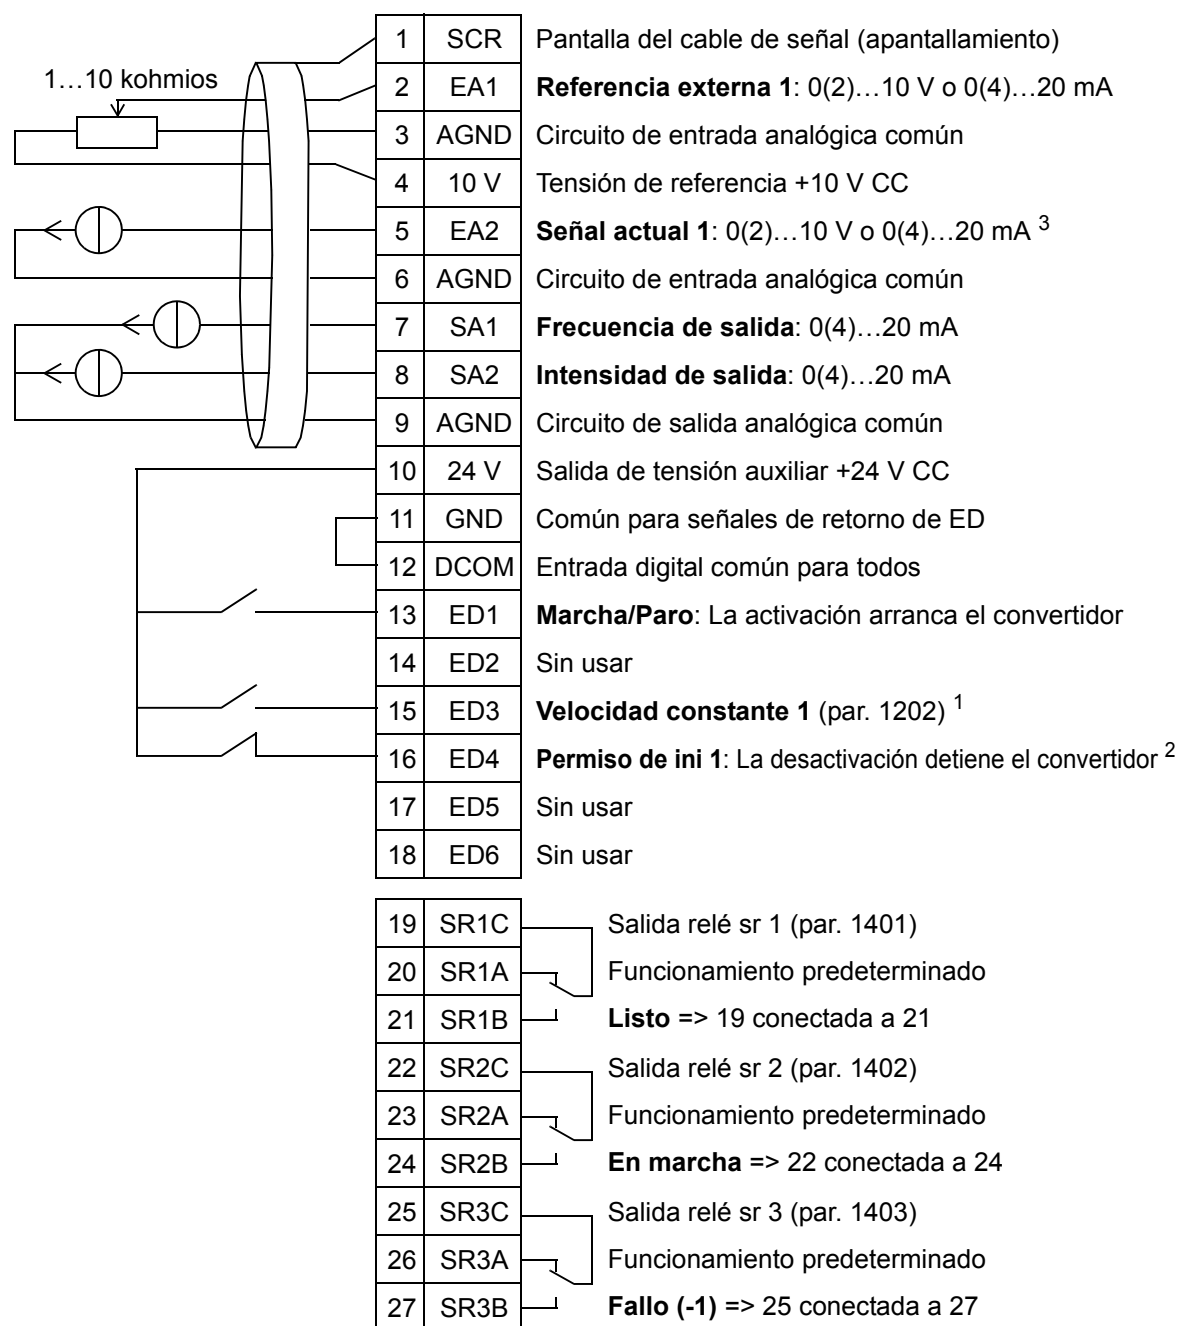 1 SCR Pantalla del cable de señal (apantallamiento)
1…10 kohmios
2 EA1 Referencia externa 1: 0(2)…10 V o 0(4)…20 mA
3 AGND Circuito de entrada analógica común
4 10 V Tensión de referencia +10 V CC
5 EA2 Señal actual 1: 0(2)…10 V o 0(4)…20 mA 3
6 AGND Circuito de entrada analógica común
7 SA1 Frecuencia de salida: 0(4)…20 mA
8 SA2 Intensidad de salida: 0(4)…20 mA
9 AGND Circuito de salida analógica común
10 24 V Salida de tensión auxiliar +24 V CC
11 GND Común para señales de retorno de ED
12 DCOM Entrada digital común para todos
13 ED1 Marcha/Paro: La activación arranca el convertidor
14 ED2 Sin usar
15 ED3 Velocidad constante 1 (par. 1202) 1
16 ED4 Permiso de ini 1: La desactivación detiene el convertidor 2
17 ED5 Sin usar
18 ED6 Sin usar
19 SR1C Salida relé sr 1 (par. 1401)
20 SR1A Funcionamiento predeterminado
21 SR1B Listo => 19 conectada a 21
22 SR2C Salida relé sr 2 (par. 1402)
23 SR2A Funcionamiento predeterminado
24 SR2B En marcha => 22 conectada a 24
25 SR3C Salida relé sr 3 (par. 1403)
26 SR3A Funcionamiento predeterminado
27 SR3B Fallo (-1) => 25 conectada a 27